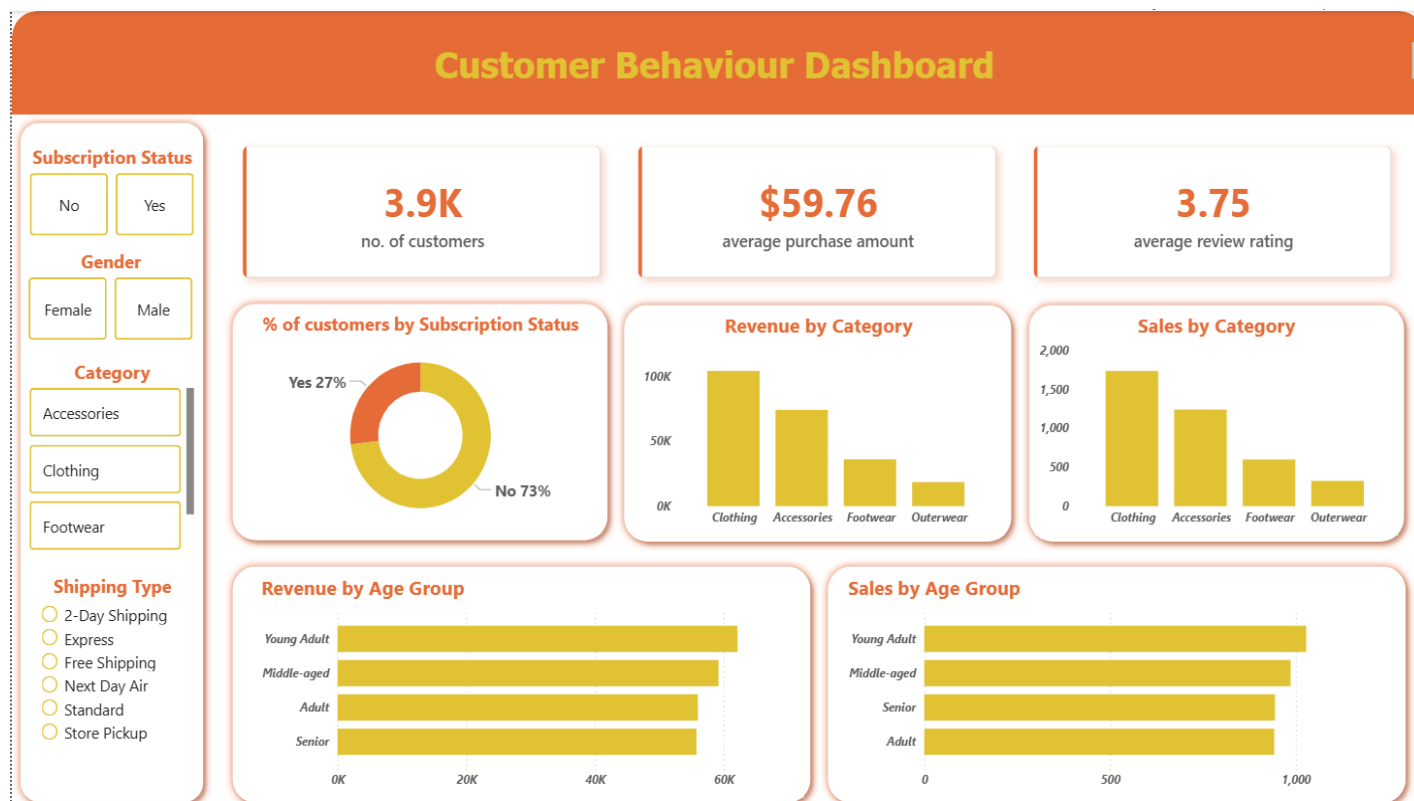 Customer Behaviour Dashboard
Subscription Status
No Yes
Gender
Female Male
Category
Accessories
Clothing
Footwear
Shipping Type
2-Day Shipping
Express
Free Shipping
Next Day Air
Standard
Store Pickup
3.9K
no. of customers
$59.76
average purchase amount
3.75
average review rating
% of customers by Subscription Status
Yes 27%
No 73%
Revenue by Category
100K
50K
0K
Clothing Accessories Footwear Outerwear
Sales by Category
2,000
1,500
1,000
500
0
Clothing Accessories Footwear Outerwear
Revenue by Age Group
Young Adult
Middle-aged
Adult
Senior
0K 20K 40K 60K
Sales by Age Group
Young Adult
Middle-aged
Senior
Adult
0 500 1,000